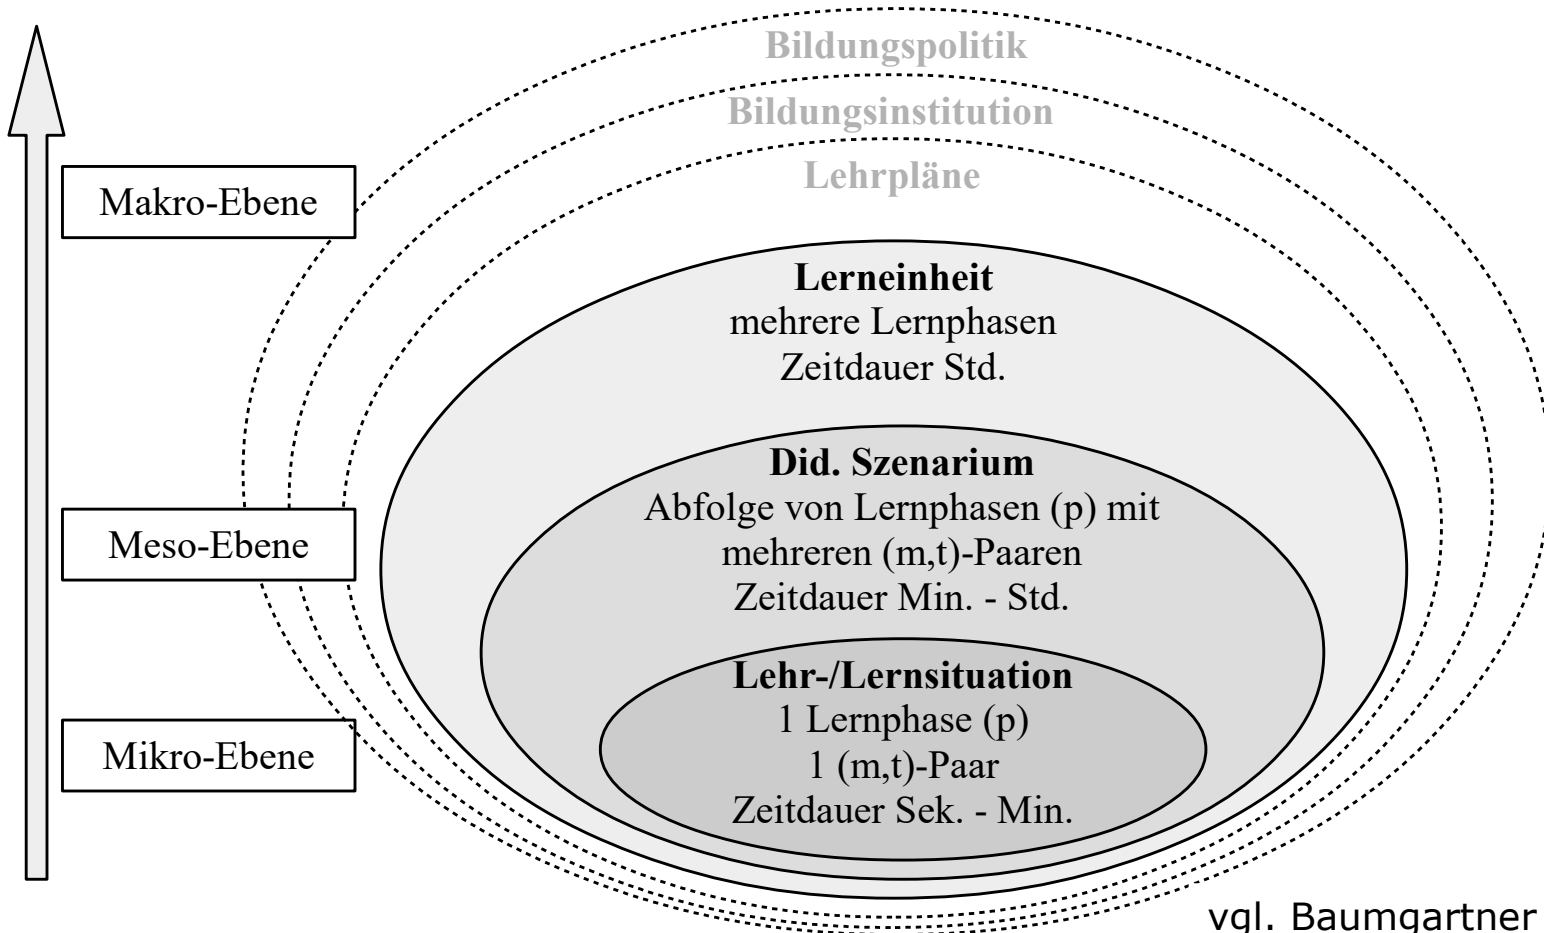 Bildungspolitik
Bildungsinstitution
Lehrpläne
Makro-Ebene
Lerneinheit
mehrere Lernphasen
Zeitdauer Std.
Did. Szenarium
Abfolge von Lernphasen (p) mit
Meso-Ebene
mehreren (m,t)-Paaren
Zeitdauer Min. - Std.
Lehr-/Lernsituation
1 Lernphase (p)
Mikro-Ebene
1 (m,t)-Paar
Zeitdauer Sek. - Min.
vgl. Baumgartner